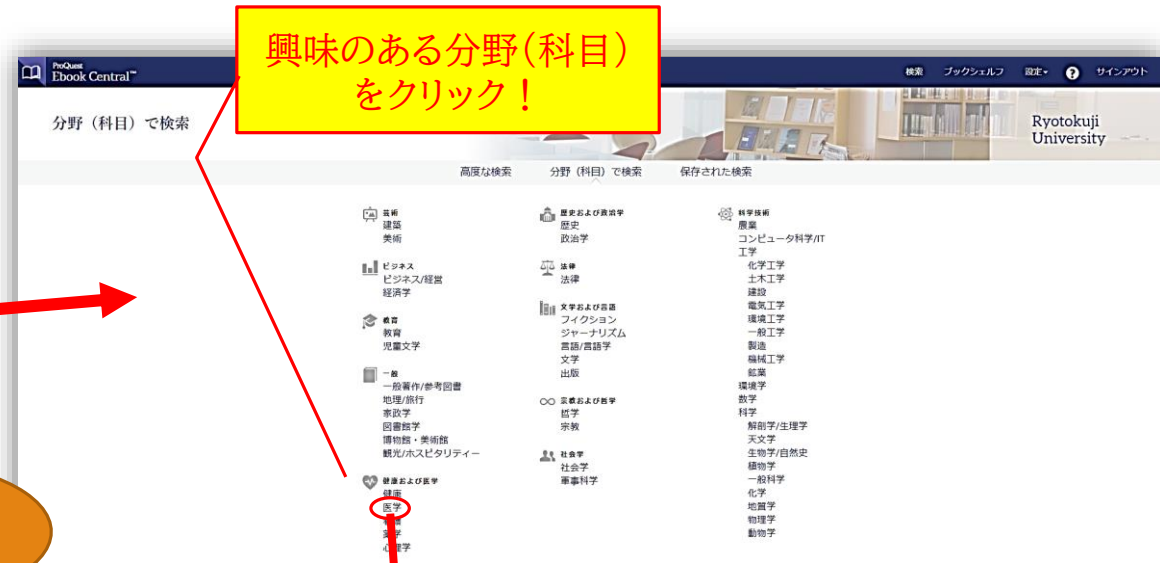 興味のある分野(科目)
をクリック！
ProQuest
Ebook Central™
検索 ブックシェルフ 設定 ? サインアウト
分野（科目）で検索
Ryotokuji
University
高度な検索 分野（科目）で検索 保存された検索
芸術
建築
美術
ビジネス
ビジネス/経営
経済学
教育
教育
児童文学
一般
一般著作/参考図書
地理/旅行
家政学
図書館学
博物館・美術館
観光/ホスピタリティー
健康および医学
健康
医学
心理学
歴史および政治学
歴史
政治学
法律
法律
文学および言語
フィクション
ジャーナリズム
言語/言語学
文学
出版
宗教および哲学
哲学
宗教
社会学
社会学
軍事科学
科学技術
農業
コンピュータ科学/IT
工学
化学工学
土木工学
建設
電気工学
環境工学
一般工学
製造
機械工学
鉱業
環境学
数学
科学
解剖学/生理学
天文学
生物学/自然史
植物学
一般科学
化学
地質学
物理学
動物学